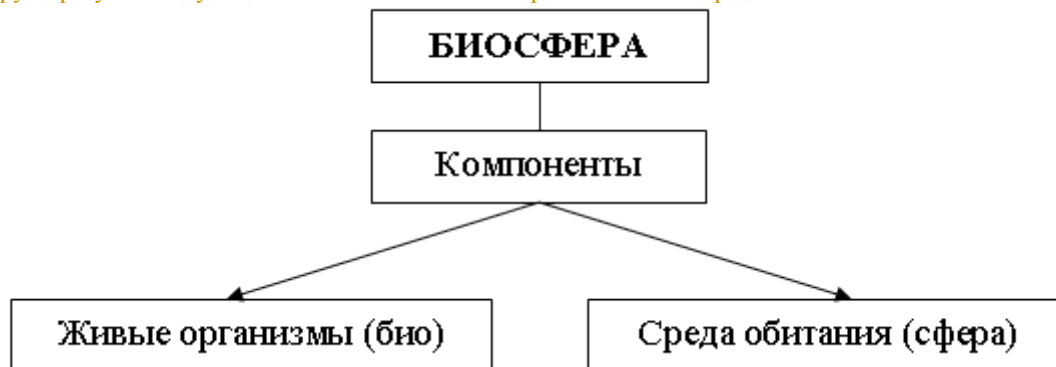 БИОСФЕРА
Компоненты
Живые организмы (био)
Среда обитания (сфера)